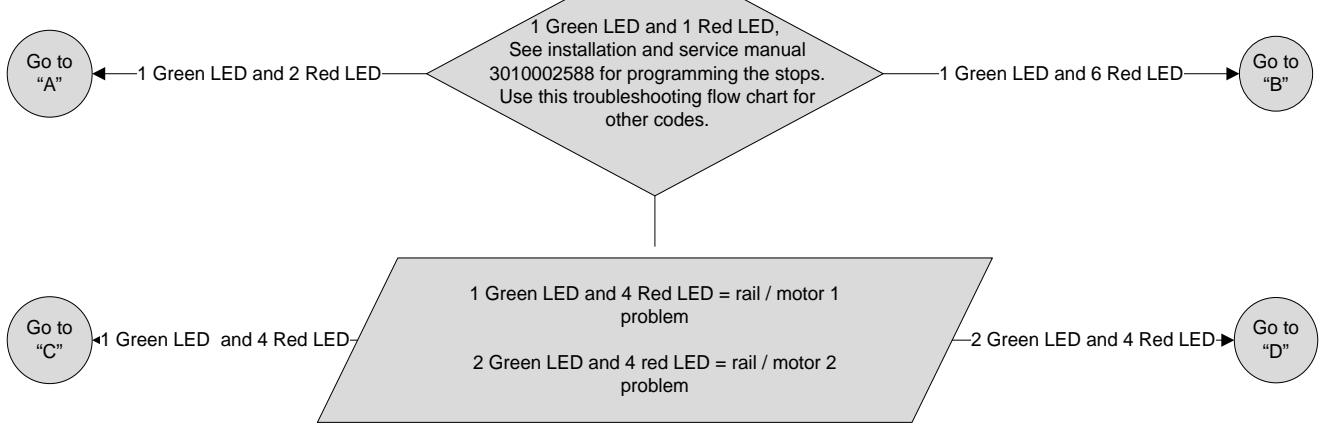 1 Green LED and 1 Red LED,
See installation and service manual
3010002588 for programming the stops.
Use this troubleshooting flow chart for
other codes.
Go to
“A”
1 Green LED and 2 Red LED
1 Green LED and 6 Red LED
Go to
“B”
1 Green LED and 4 Red LED = rail / motor 1
problem
2 Green LED and 4 red LED = rail / motor 2
problem
Go to
“C”
1 Green LED  and 4 Red LED
2 Green LED and 4 Red LED
Go to
“D”